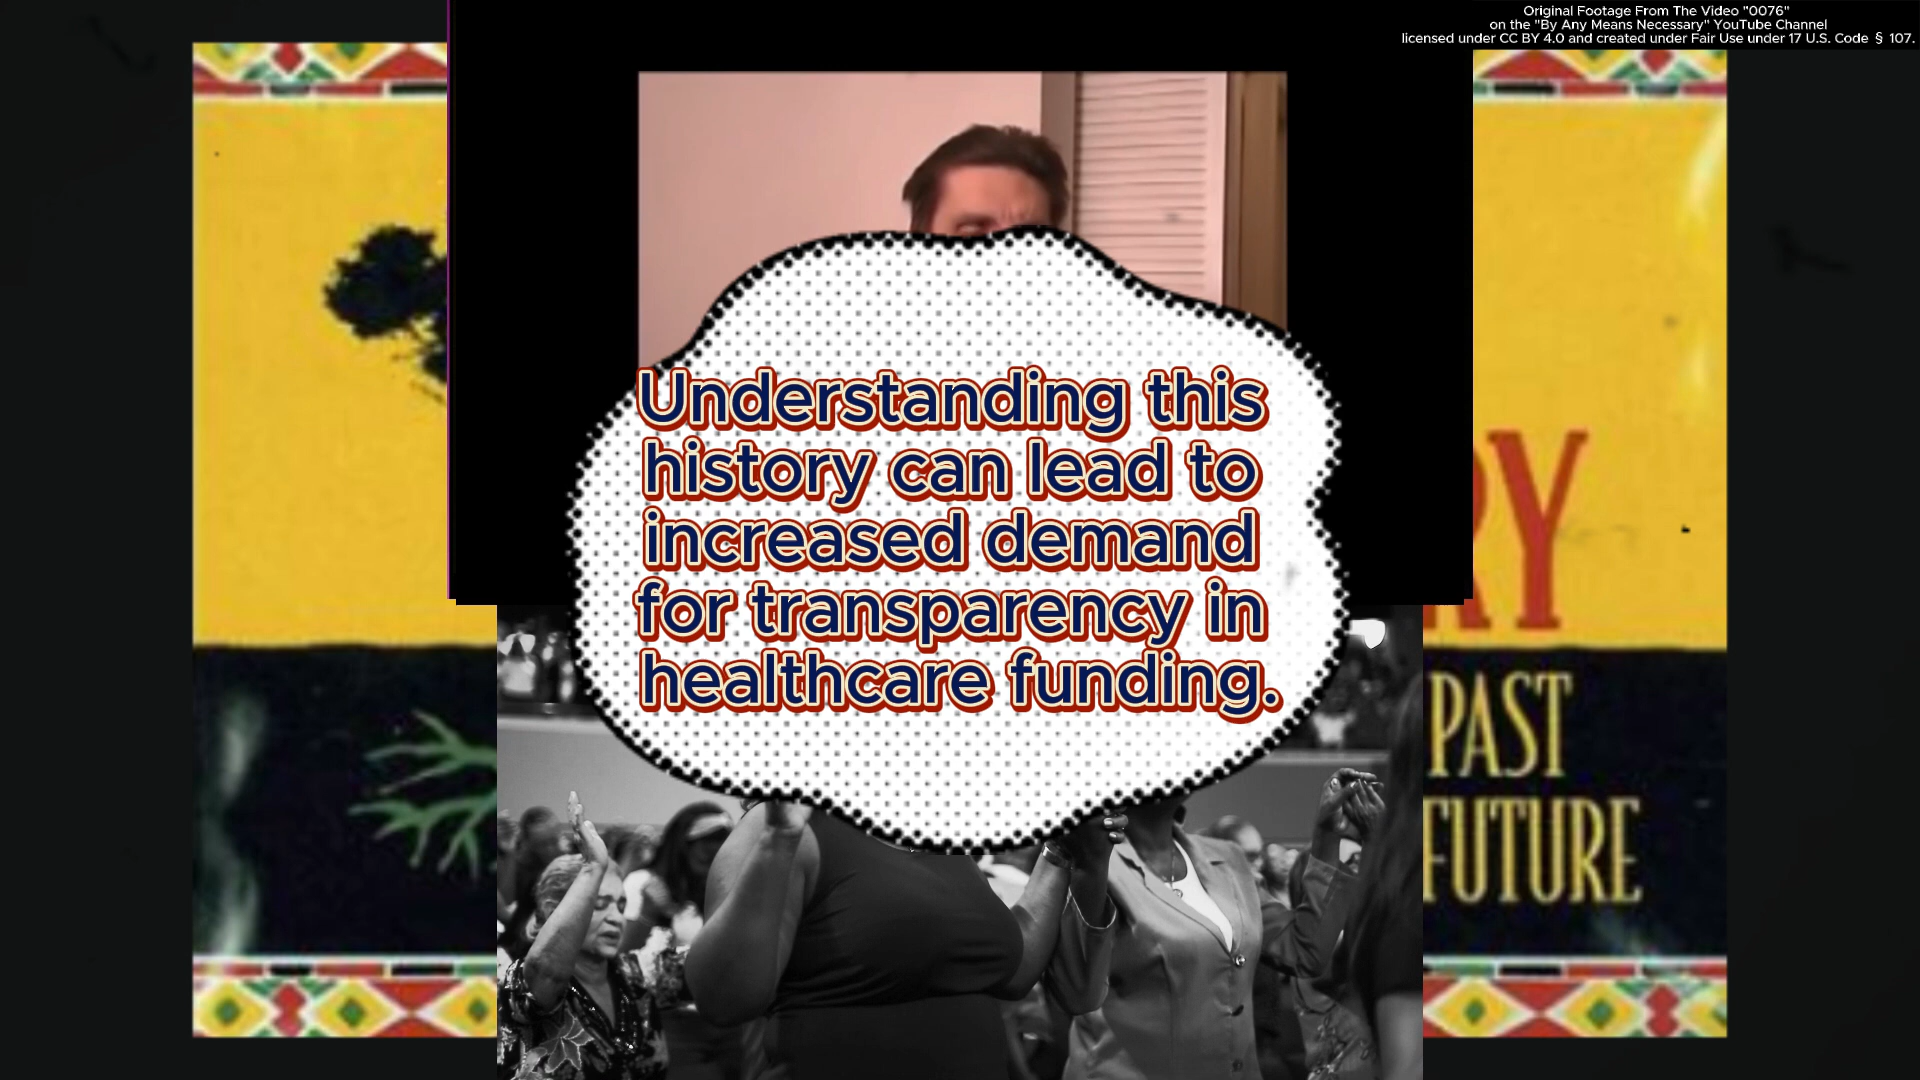 Original Footage From The Video "0076"
on the "By Any Means Necessary" YouTube Channel
licensed under CC BY 4.0 and created under Fair Use under 17 U.S. Code § 107.
Understanding this
history can lead to
increased demand
for transparency in
healthcare funding.
PAST
FUTURE